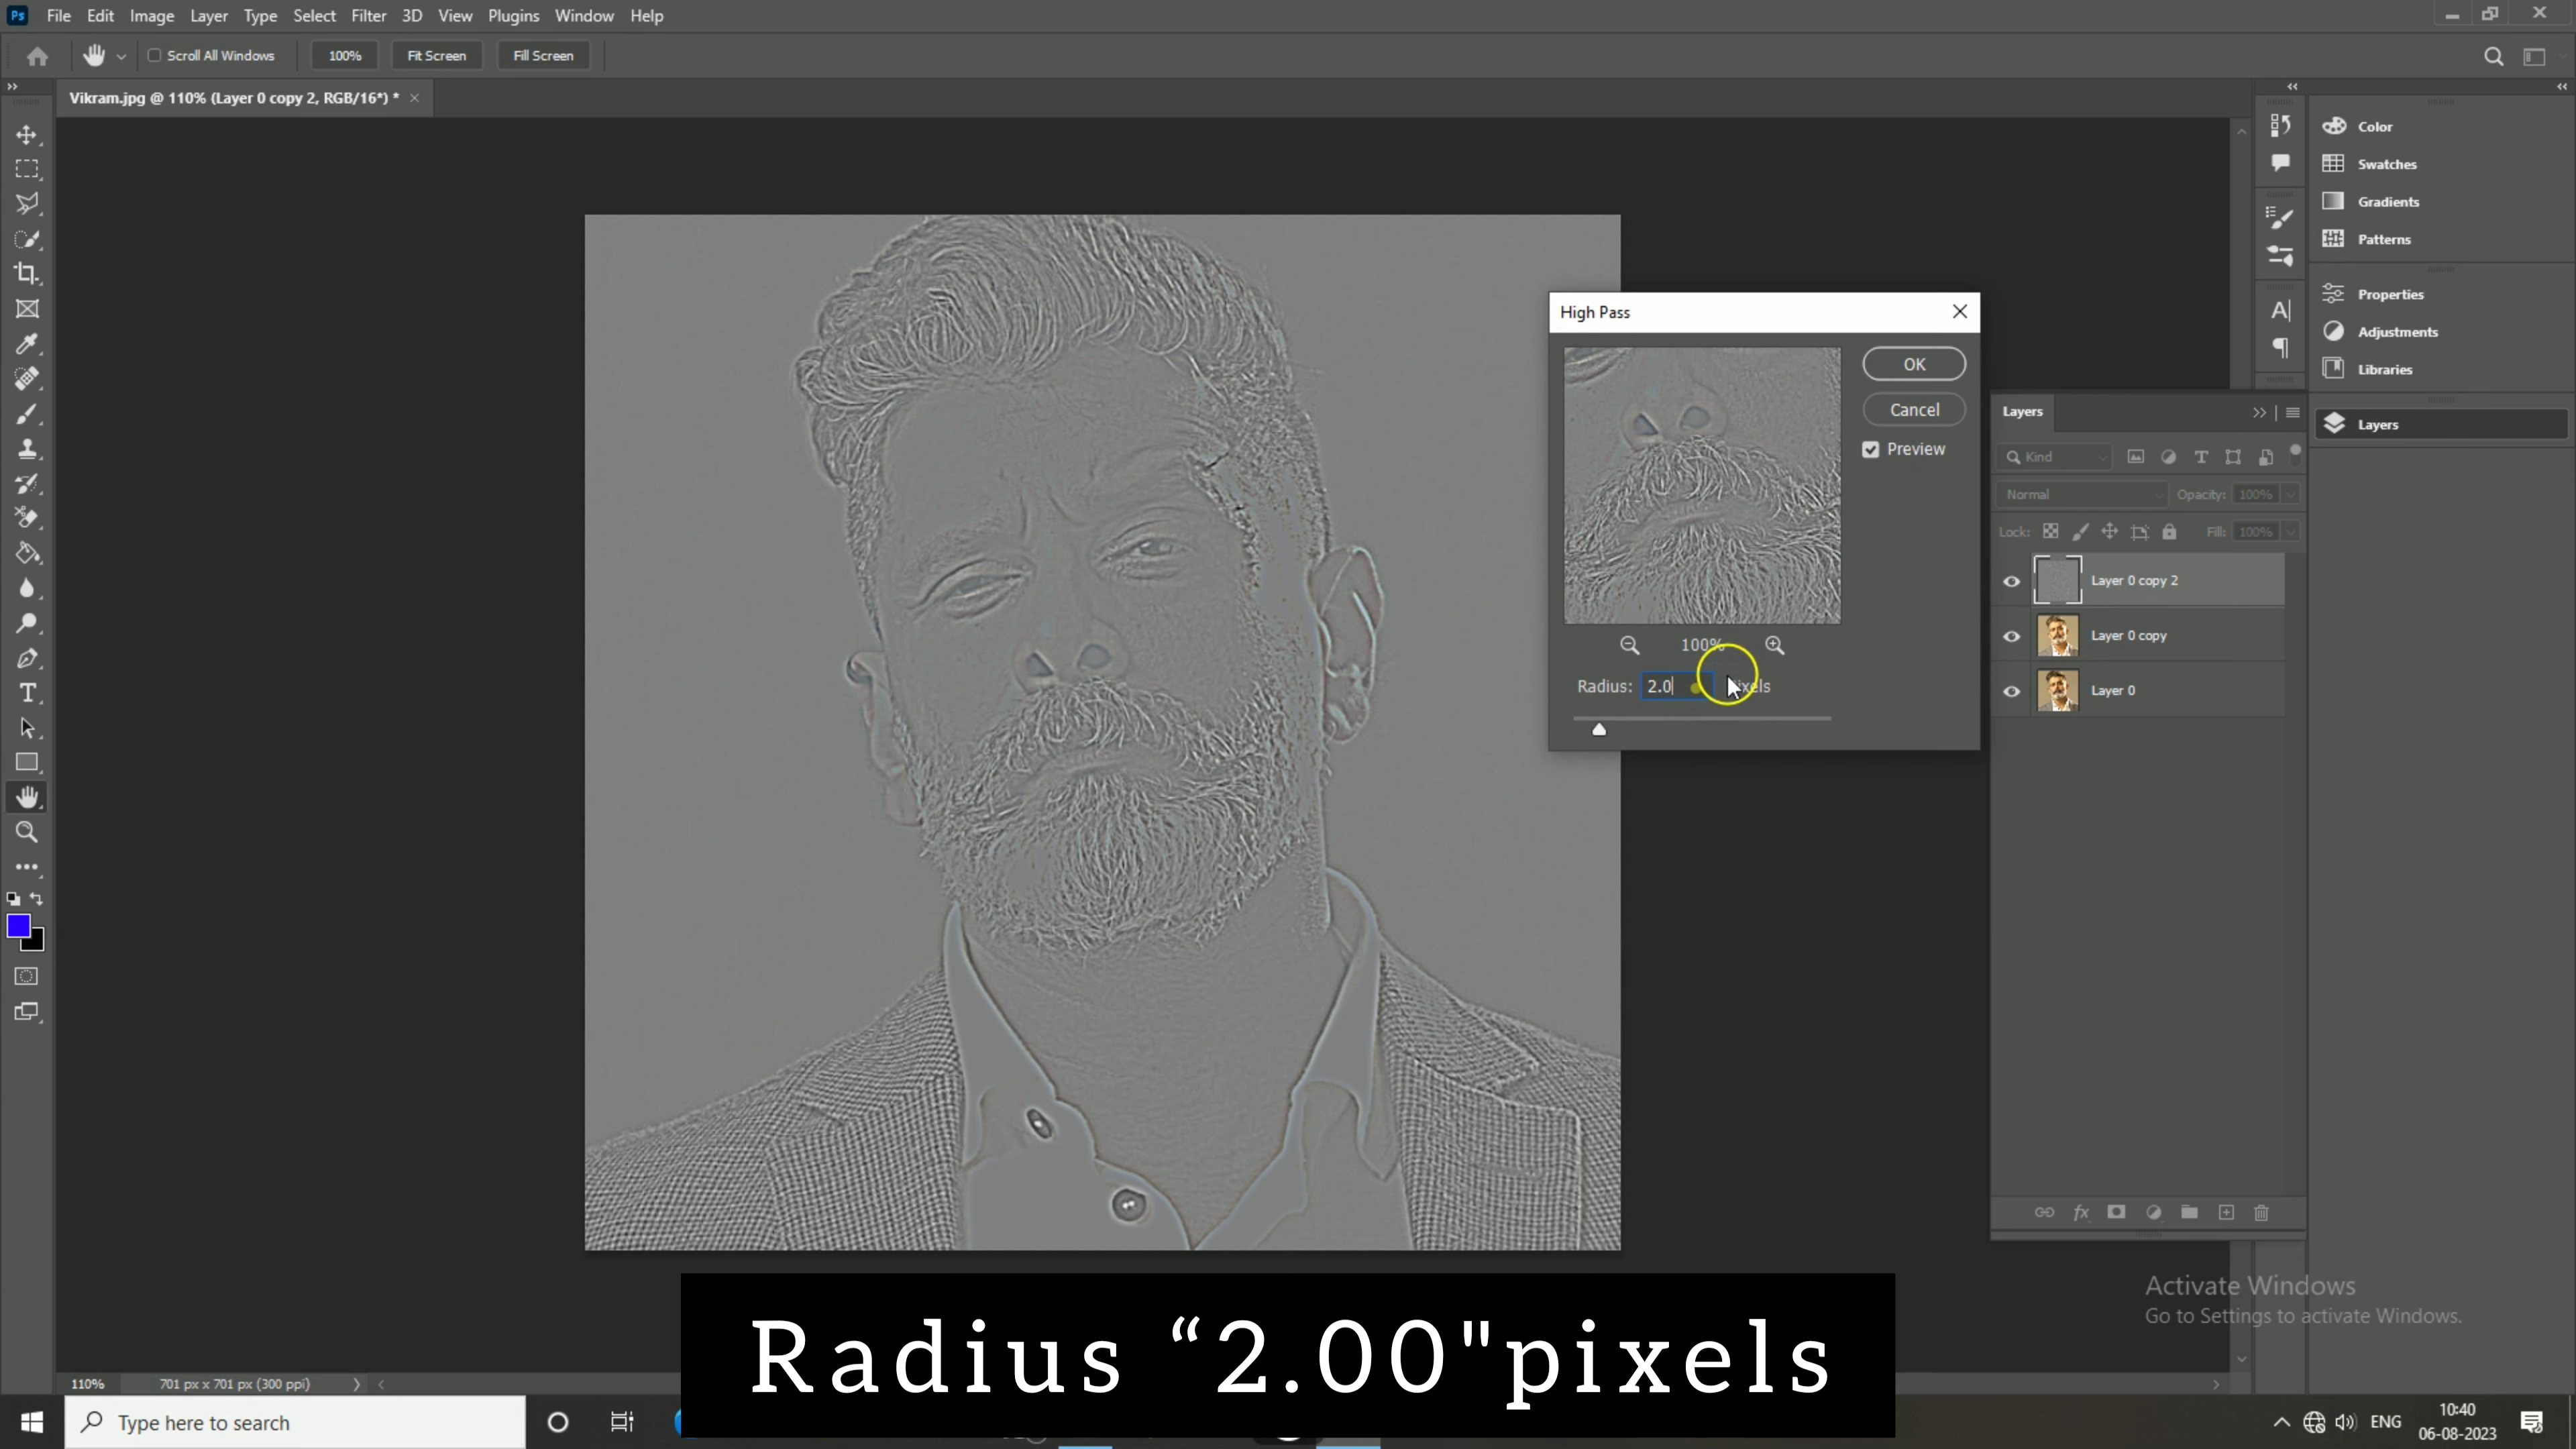 Ps File Edit Image Layer Type Select Filter 3D View Plugins Window Help
Scroll All Windows 100% Fit Screen Fill Screen
Vikram.jpg @ 110% (Layer 0 copy 2, RGB/16*) *
Color
Swatches
Gradients
Patterns
Properties
Adjustments
Libraries
Layers
High Pass
OK
Cancel
Preview
100%
Radius: 2.0
Layers
Kind
Normal Opacity: 100%
Lock: Fill: 100%
Layer 0 copy 2
Layer 0 copy
Layer 0
Activate Windows
Go to Settings to activate Windows.
Radius “2.00"pixels
110% 701 px x 701 px (300 ppi)
Type here to search
ENG
10:40
06-08-2023